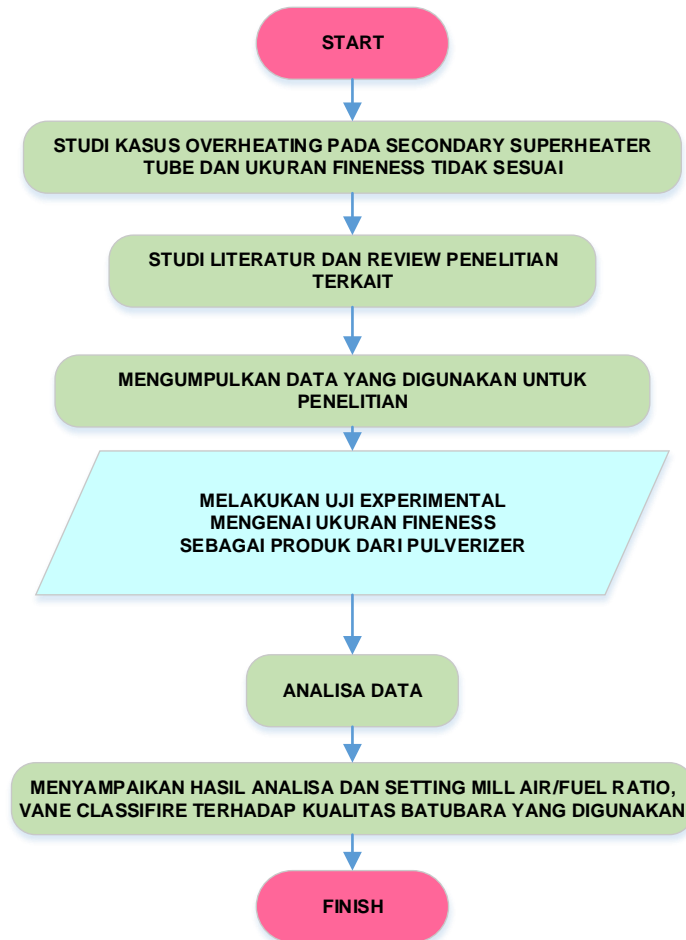 START
STUDI KASUS OVERHEATING PADA SECONDARY SUPERHEATER
TUBE DAN UKURAN FINENESS TIDAK SESUAI
STUDI LITERATUR DAN REVIEW PENELITIAN
TERKAIT
MENGUMPULKAN DATA YANG DIGUNAKAN UNTUK
PENELITIAN
MELAKUKAN UJI EXPERIMENTAL
MENGENAI UKURAN FINENESS
SEBAGAI PRODUK DARI PULVERIZER
ANALISA DATA
MENYAMPAIKAN HASIL ANALISA DAN SETTING MILL AIR/FUEL RATIO,
VANE CLASSIFIRE TERHADAP KUALITAS BATUBARA YANG DIGUNAKAN
FINISH